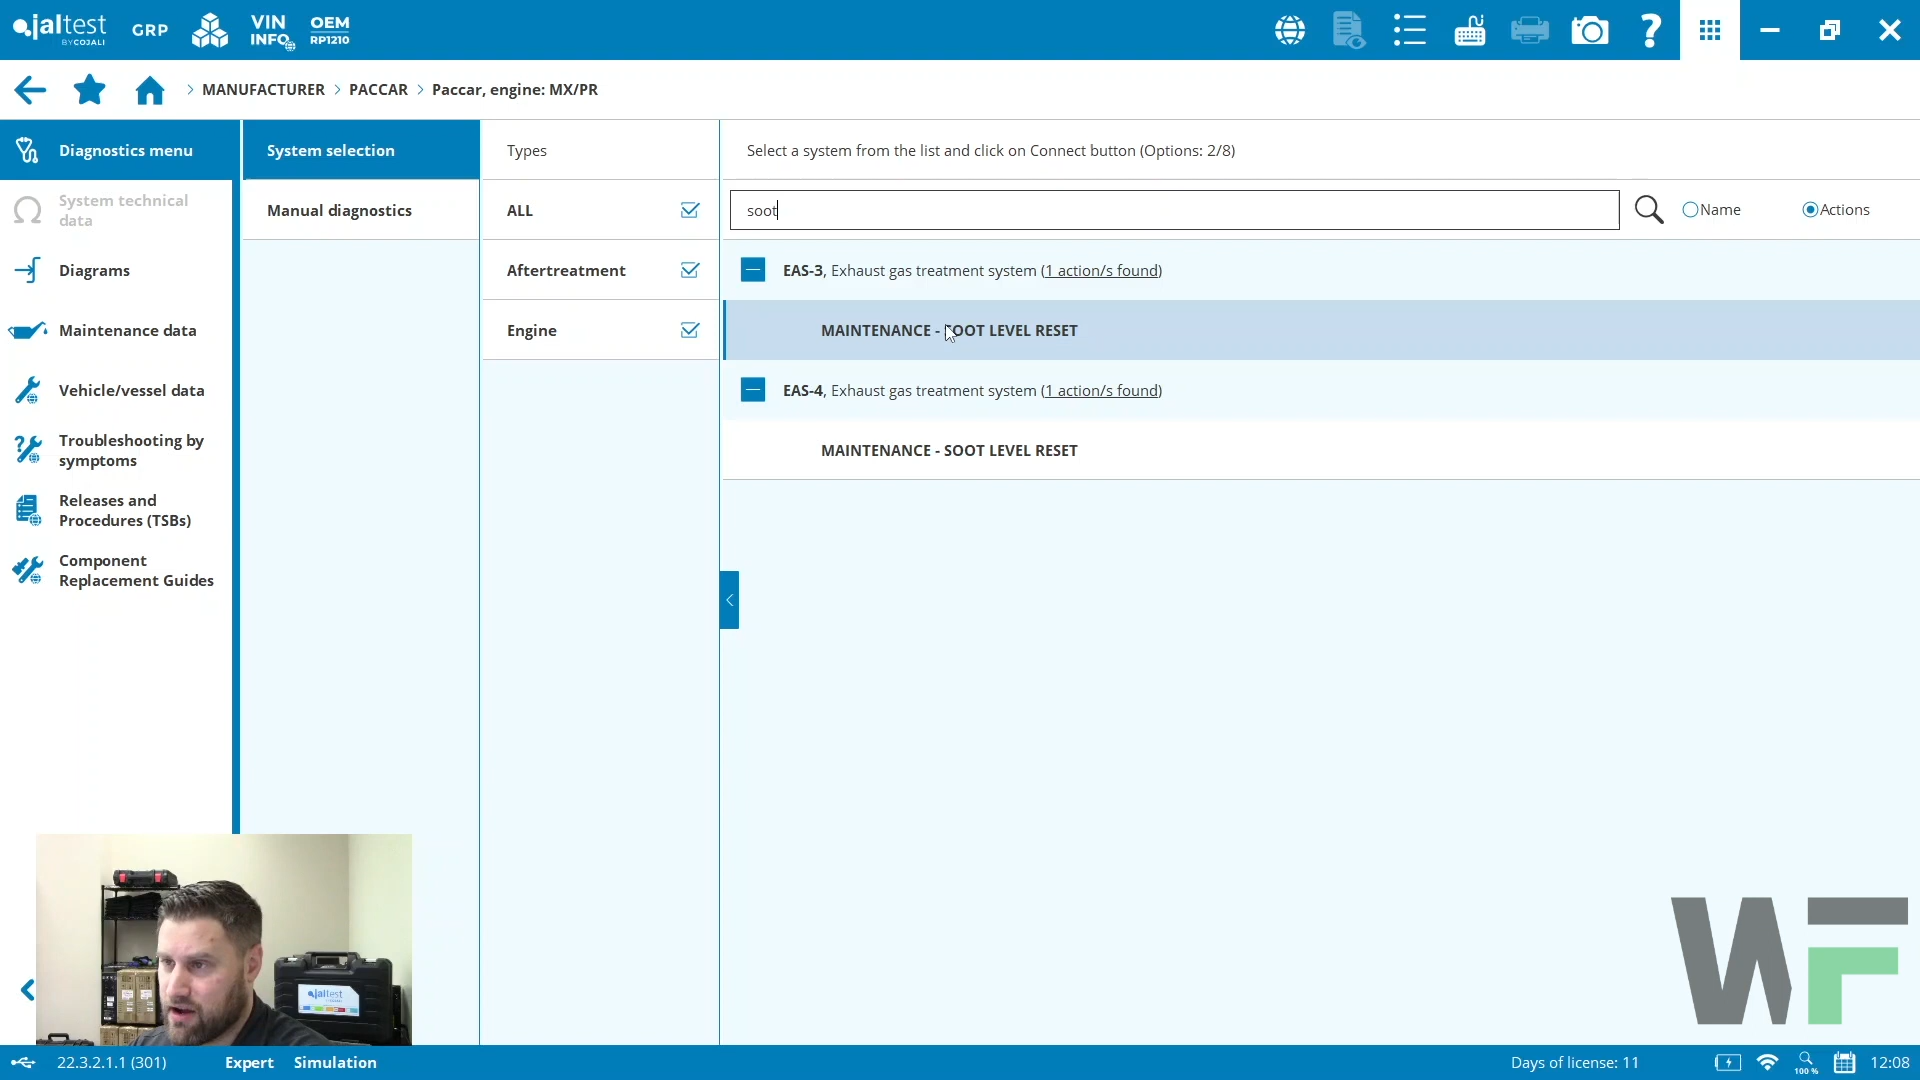 jaltest
BY COJALI
GRP
VIN
INFO
OEM
RP1210
MANUFACTURER > PACCAR > Paccar, engine: MX/PR
Diagnostics menu
System technical
data
Diagrams
Maintenance data
Vehicle/vessel data
Troubleshooting by
symptoms
Releases and
Procedures (TSBs)
Component
Replacement Guides
System selection
Manual diagnostics
Types
ALL
Aftertreatment
Engine
Select a system from the list and click on Connect button (Options: 2/8)
soot
Name
Actions
EAS-3, Exhaust gas treatment system (1 action/s found)
MAINTENANCE - SOOT LEVEL RESET
EAS-4, Exhaust gas treatment system (1 action/s found)
MAINTENANCE - SOOT LEVEL RESET
jaltest
WF
22.3.2.1.1 (301)
Expert
Simulation
Days of license: 11
100 %
12:08